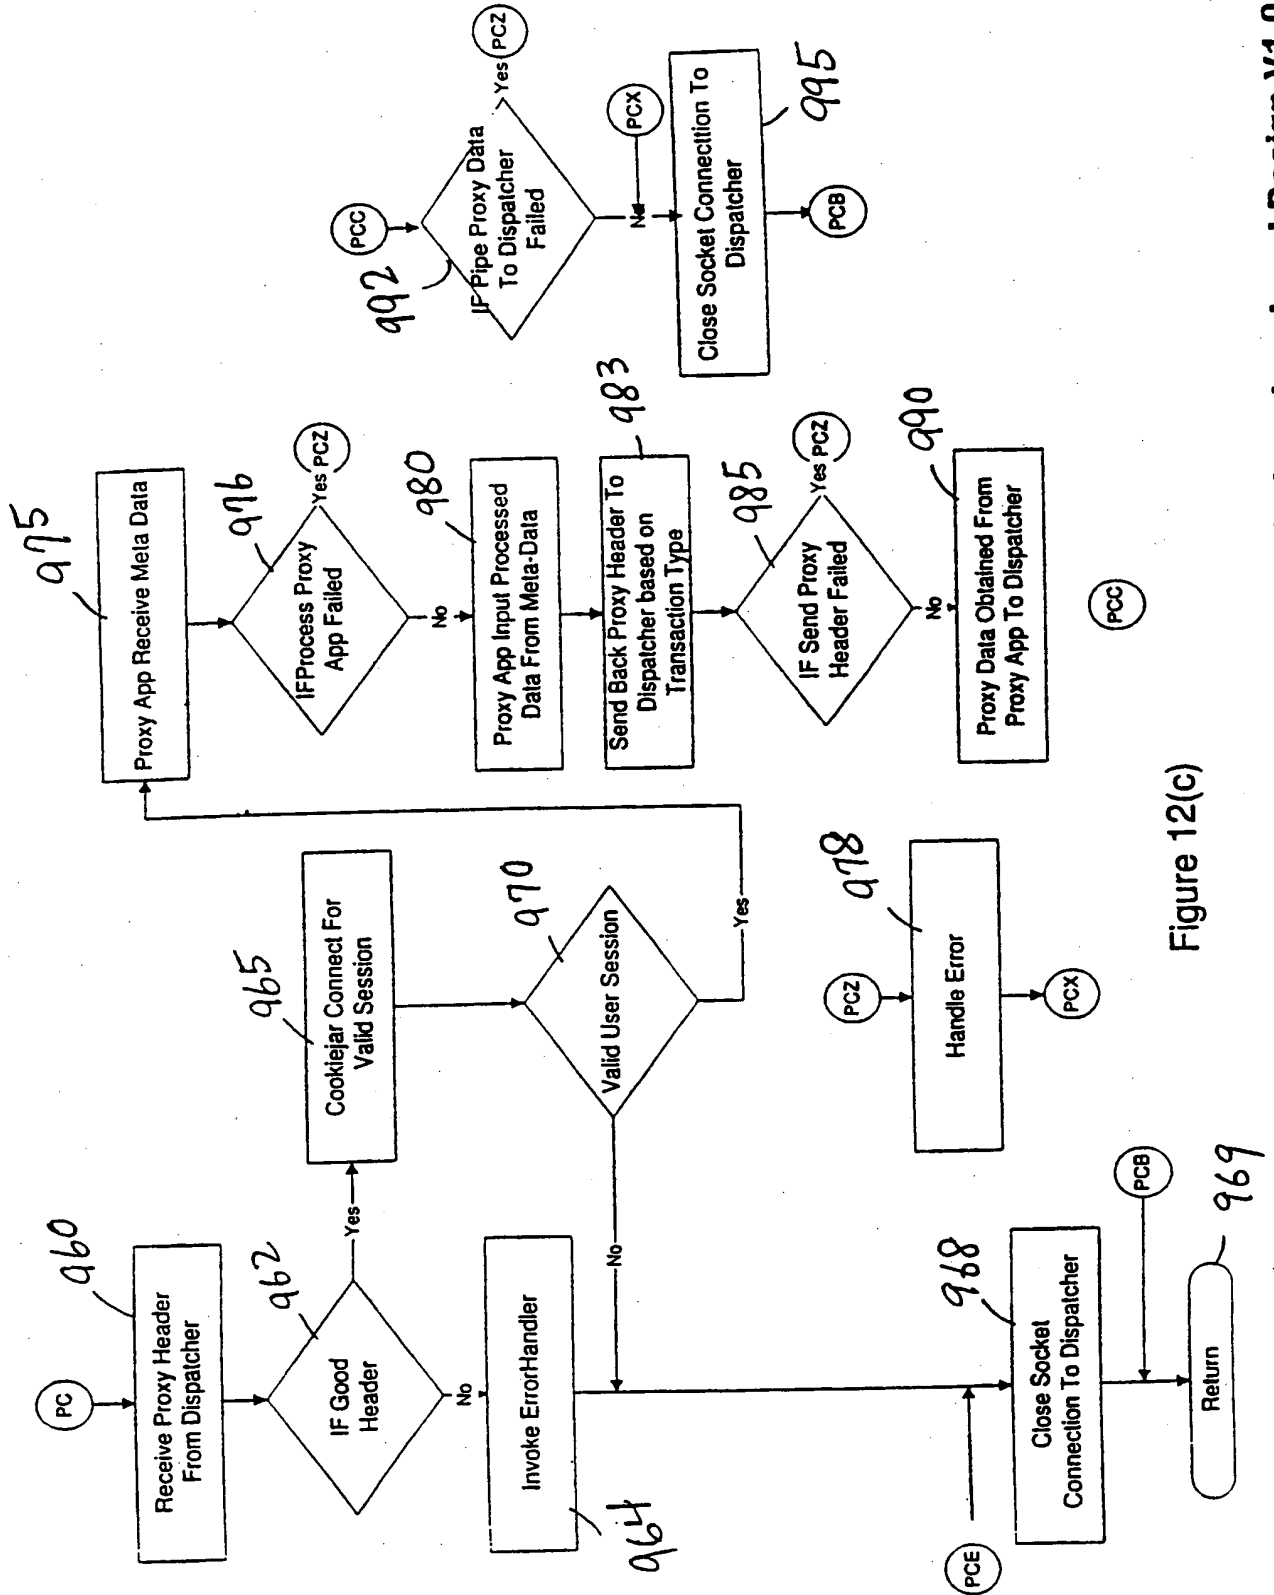 PC
960
Receive Proxy Header
From Dispatcher
962
IF Good
Header
Yes
No
Invoke ErrorHandler
964
965
Cookiejar Connect For
Valid Session
970
Valid User Session
No
Yes
PCE
968
Close Socket
Connection To Dispatcher
PCB
Return
969
975
Proxy App Receive Meta Data
976
IFProcess Proxy
App Failed
Yes
PCZ
No
980
Proxy App Input Processed
Data From Meta-Data
983
Send Back Proxy Header To
Dispatcher based on
Transaction Type
985
IF Send Proxy
Header Failed
Yes
PCZ
No
990
Proxy Data Obtained From
Proxy App To Dispatcher
PCC
PCZ
978
Handle Error
PCX
PCC
992
IF Pipe Proxy Data
To Dispatcher
Failed
Yes
PCZ
No
PCX
Close Socket Connecttion To
Dispatcher
995
PCB
Figure 12(c)
Design V1.0